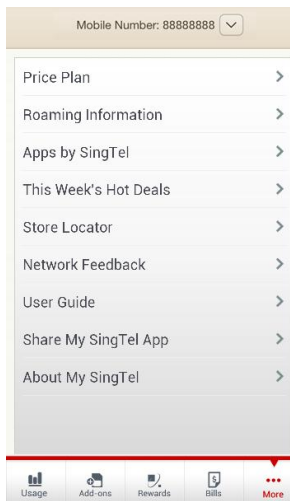 Mobile Number: 88888888
Price Plan
Roaming Information
Apps by SingTel
This Week's Hot Deals
Store Locator
Network Feedback
User Guide
Share My SingTel App
About My SingTel
Usage Add-ons Rewards Bills More